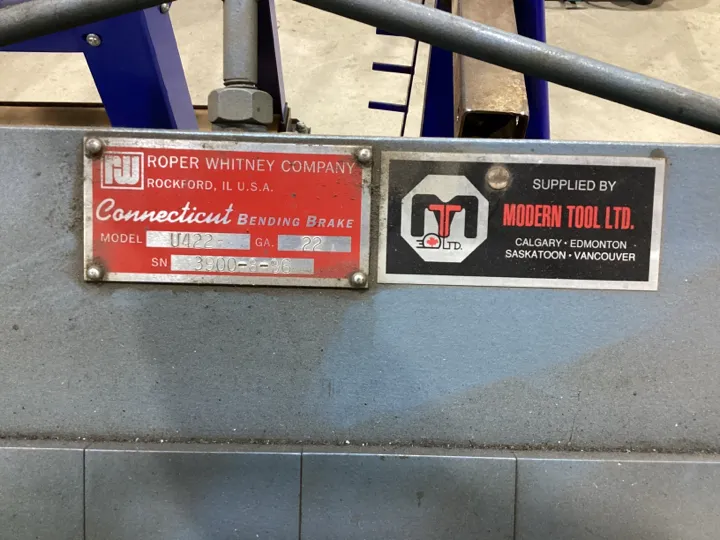 rw
ROPER WHITNEY COMPANY
ROCKFORD, IL U.S.A.
Connecticut BENDING BRAKE
MODEL U422 GA. 22
SN
SUPPLIED BY
MODERN TOOL LTD.
CALGARY · EDMONTON
SASKATOON · VANCOUVER
MT
LTD.